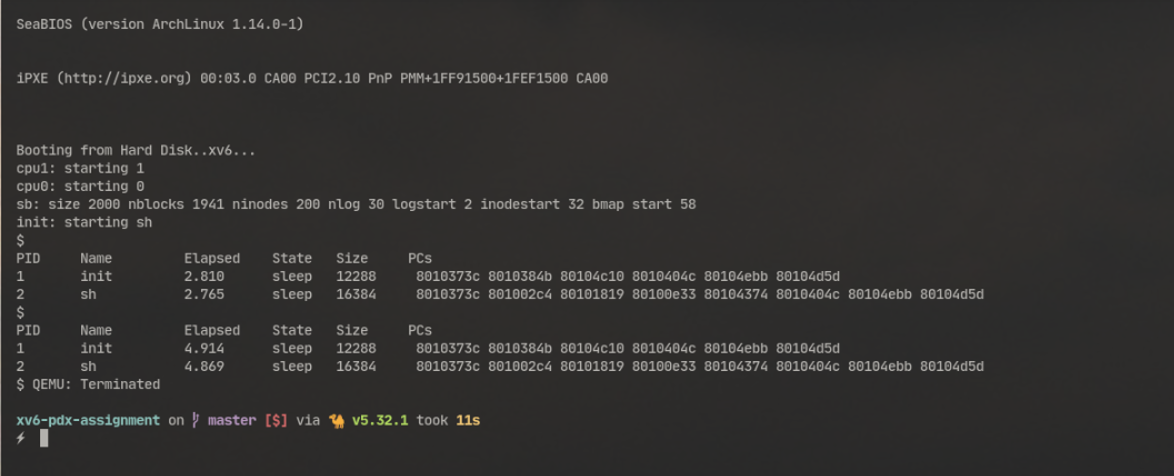 SeaBIOS (version ArchLinux 1.14.0-1)
iPXE (http://ipxe.org) 00:03.0 CA00 PCI2.10 PnP PMM+1FF91500+1FEF1500 CA00
Booting from Hard Disk..xv6...
cpu1: starting 1
cpu0: starting 0
sb: size 2000 nblocks 1941 ninodes 200 nlog 30 logstart 2 inodestart 32 bmap start 58
init: starting sh
$
PID     Name         Elapsed    State   Size     PCs
1       init         2.810      sleep   12288     8010373c 8010384b 80104c10 8010404c 80104ebb 80104d5d
2       sh           2.765      sleep   16384     8010373c 801002c4 80101819 80100e33 80104374 8010404c 80104ebb 80104d5d
$
PID     Name         Elapsed    State   Size     PCs
1       init         4.914      sleep   12288     8010373c 8010384b 80104c10 8010404c 80104ebb 80104d5d
2       sh           4.869      sleep   16384     8010373c 801002c4 80101819 80100e33 80104374 8010404c 80104ebb 80104d5d
$ QEMU: Terminated
xv6-pdx-assignment on master [$] via 🐪 v5.32.1 took 11s
⚡